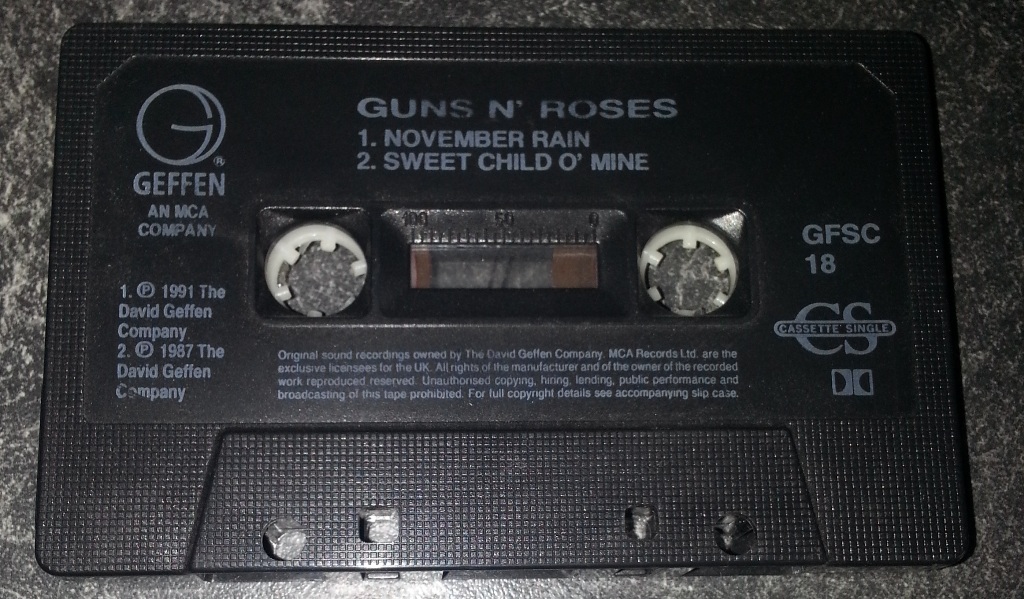 GUNS N' ROSES
1. NOVEMBER RAIN
2. SWEET CHILD O' MINE
G®
GEFFEN
AN MCA
COMPANY
100 50 0
GFSC
18
1. ℗ 1991 The
David Geffen
Company
2. ℗ 1987 The
David Geffen
Company
CS
CASSETTE SINGLE
Original sound recordings owned by The David Geffen Company. MCA Records Ltd. are the
exclusive licensees for the UK. All rights of the manufacturer and of the owner of the recorded
work reproduced reserved. Unauthorised copying, hiring, lending, public performance and
broadcasting of this tape prohibited. For full copyright details see accompanying slip case.